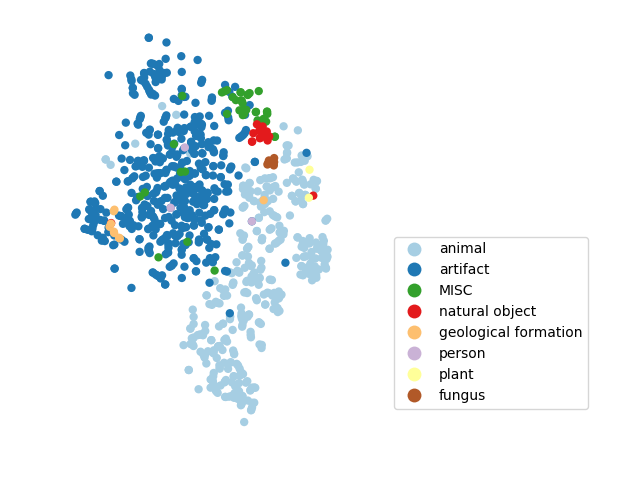 animal
artifact
MISC
natural object
geological formation
person
plant
fungus